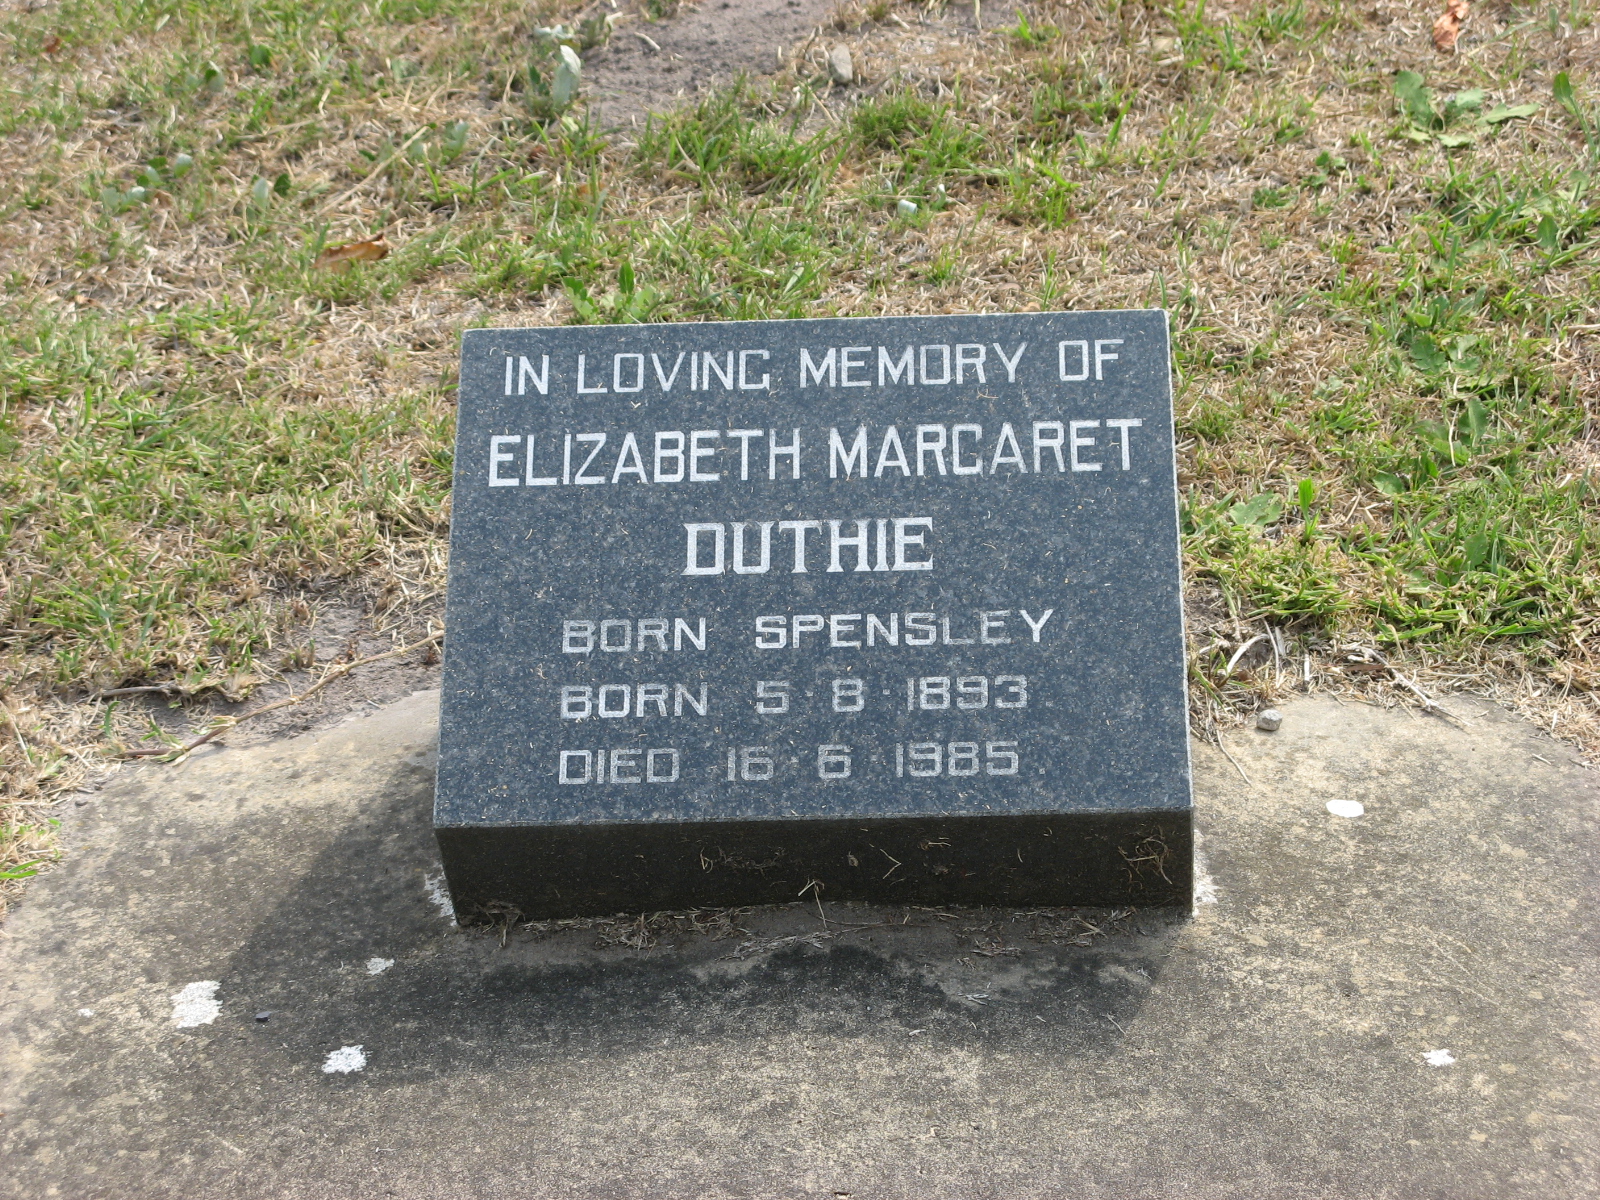 IN LOVING MEMORY OF
ELIZABETH MARGARET
DUTHIE
BORN SPENSLEY
BORN 5·8·1893.
DIED 16·6·1985.